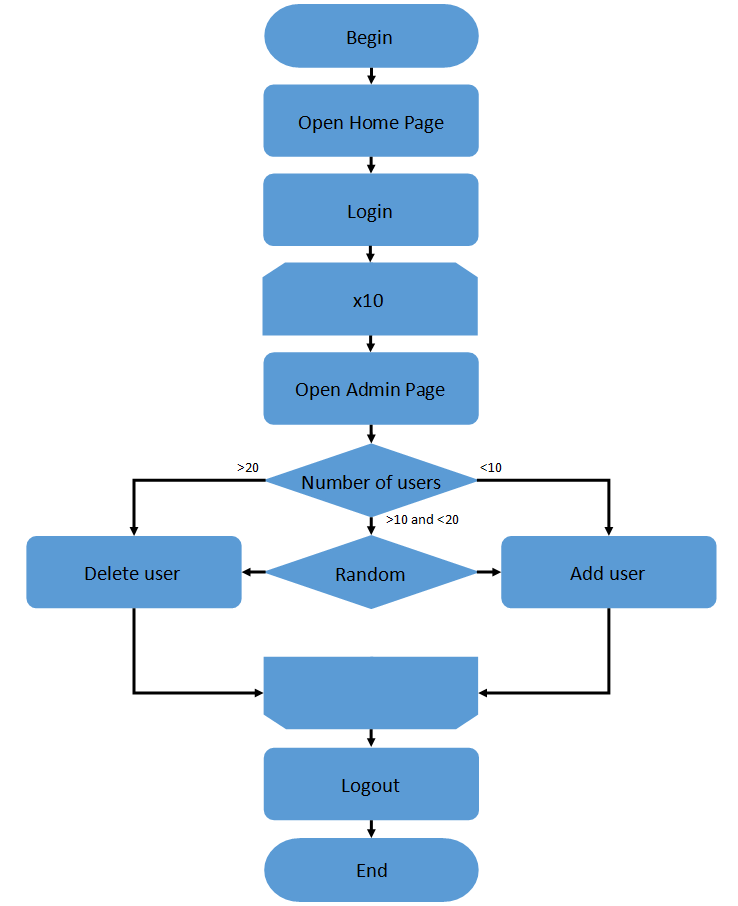 Begin
Open Home Page
Login
x10
Open Admin Page
>20
Number of users
<10
>10 and <20
Delete user
Random
Add user
Logout
End